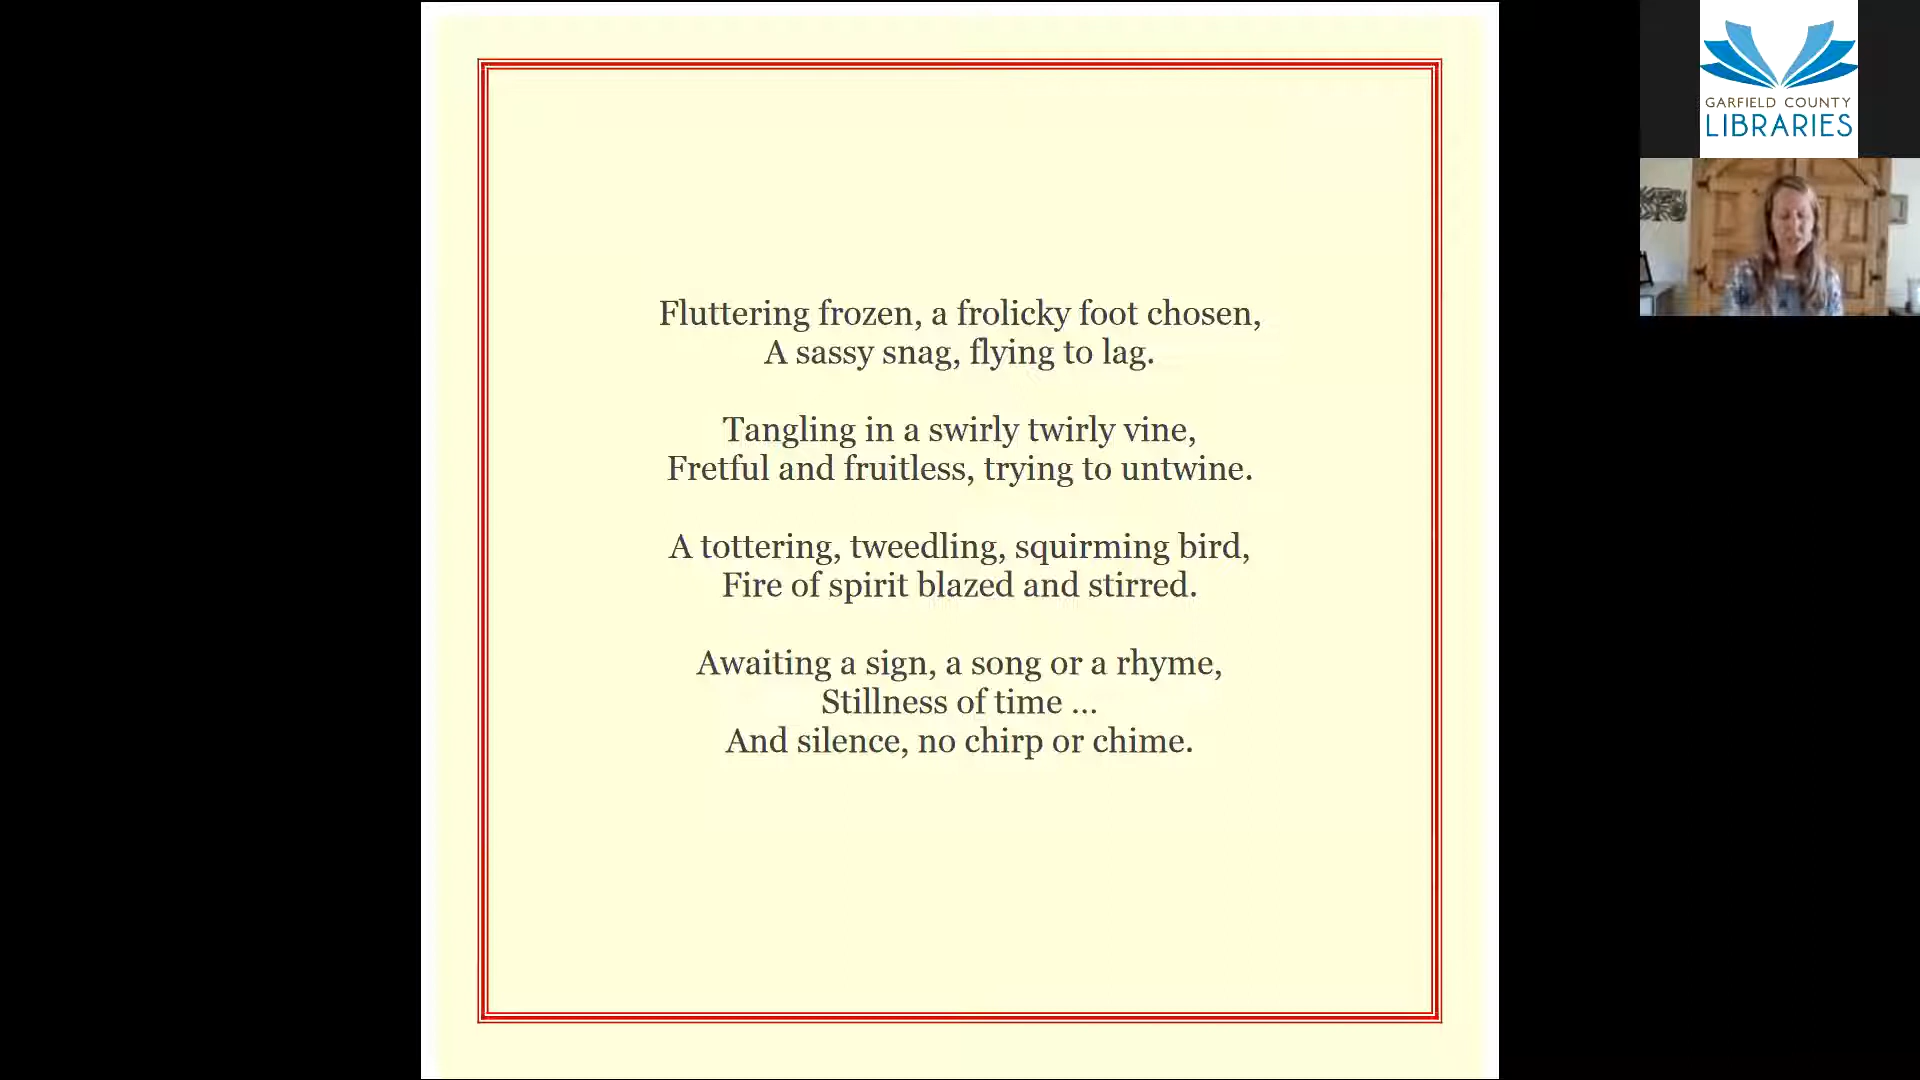 Fluttering frozen, a frolicky foot chosen,
A sassy snag, flying to lag.
Tangling in a swirly twirly vine,
Fretful and fruitless, trying to untwine.
A tottering, tweedling, squirming bird,
Fire of spirit blazed and stirred.
Awaiting a sign, a song or a rhyme,
Stillness of time ...
And silence, no chirp or chime.
GARFIELD COUNTY
LIBRARIES